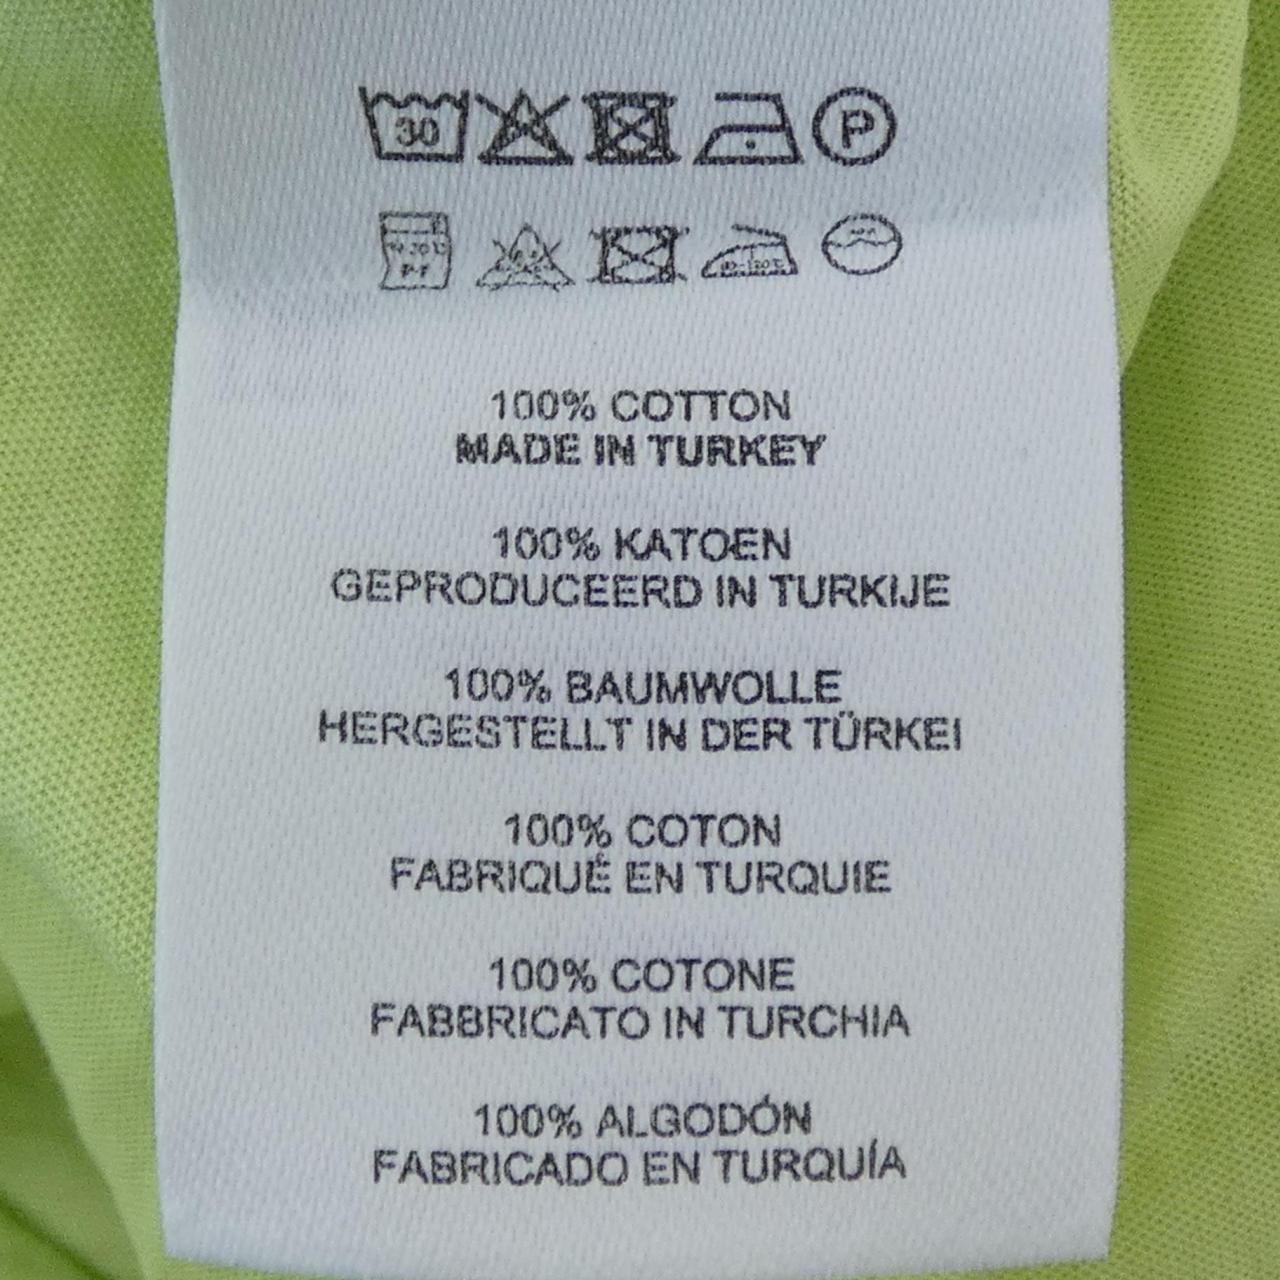 30
P
100% COTTON
MADE IN TURKEY
100% KATOEN
GEPRODUCEERD IN TURKIJE
100% BAUMWOLLE
HERGESTELLT IN DER TÜRKEI
100% COTON
FABRIQUÉ EN TURQUIE
100% COTONE
FABBRICATO IN TURCHIA
100% ALGODÓN
FABRICADO EN TURQUÍA